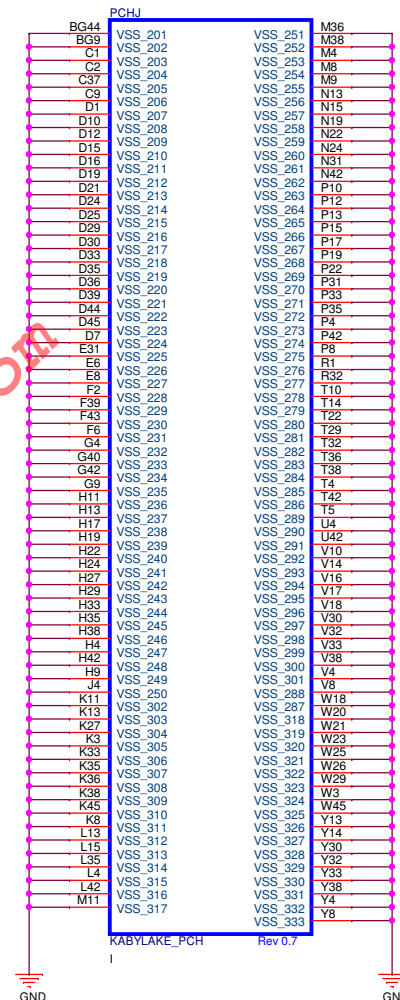 PCHJ
BG44 VSS_201 VSS_251 M36
BG9 VSS_202 VSS_252 M38
C1 VSS_203 VSS_253 M4
C2 VSS_204 VSS_254 M8
C37 VSS_205 VSS_255 M9
C9 VSS_206 VSS_256 N13
D1 VSS_207 VSS_257 N15
D10 VSS_208 VSS_258 N19
D12 VSS_209 VSS_259 N22
D15 VSS_210 VSS_260 N24
D16 VSS_211 VSS_261 N31
D19 VSS_212 VSS_262 N42
D21 VSS_213 VSS_263 P10
D24 VSS_214 VSS_264 P12
D25 VSS_215 VSS_265 P13
D29 VSS_216 VSS_266 P15
D30 VSS_217 VSS_267 P17
D33 VSS_218 VSS_268 P19
D35 VSS_219 VSS_269 P22
D36 VSS_220 VSS_270 P31
D39 VSS_221 VSS_271 P33
D44 VSS_222 VSS_272 P35
D45 VSS_223 VSS_273 P4
D7 VSS_224 VSS_274 P42
E31 VSS_225 VSS_275 P8
E6 VSS_226 VSS_276 R1
E8 VSS_227 VSS_277 R32
F2 VSS_228 VSS_278 T10
F39 VSS_229 VSS_279 T14
F43 VSS_230 VSS_280 T22
F6 VSS_231 VSS_281 T29
G4 VSS_232 VSS_282 T32
G40 VSS_233 VSS_283 T36
G42 VSS_234 VSS_284 T38
G9 VSS_235 VSS_285 T4
H11 VSS_236 VSS_286 T42
H13 VSS_237 VSS_289 T5
H17 VSS_238 VSS_290 U4
H19 VSS_239 VSS_291 U42
H22 VSS_240 VSS_292 V10
H24 VSS_241 VSS_293 V14
H27 VSS_242 VSS_294 V16
H29 VSS_243 VSS_295 V17
H33 VSS_244 VSS_296 V18
H35 VSS_245 VSS_297 V30
H38 VSS_246 VSS_298 V32
H4 VSS_247 VSS_299 V33
H42 VSS_248 VSS_300 V38
H9 VSS_249 VSS_301 V4
J4 VSS_250 VSS_288 V8
K11 VSS_302 VSS_287 W18
K13 VSS_303 VSS_318 W20
K27 VSS_304 VSS_319 W21
K3 VSS_305 VSS_320 W23
K33 VSS_306 VSS_321 W25
K35 VSS_307 VSS_322 W26
K36 VSS_308 VSS_323 W29
K38 VSS_309 VSS_324 W3
K45 VSS_310 VSS_325 W45
K8 VSS_311 VSS_326 Y13
L13 VSS_312 VSS_327 Y14
L15 VSS_313 VSS_328 Y30
L35 VSS_314 VSS_329 Y32
L4 VSS_315 VSS_330 Y33
L42 VSS_316 VSS_331 Y38
M11 VSS_317 VSS_332 Y4
VSS_333 Y8
KABYLAKE_PCH Rev 0.7
I
GND
om